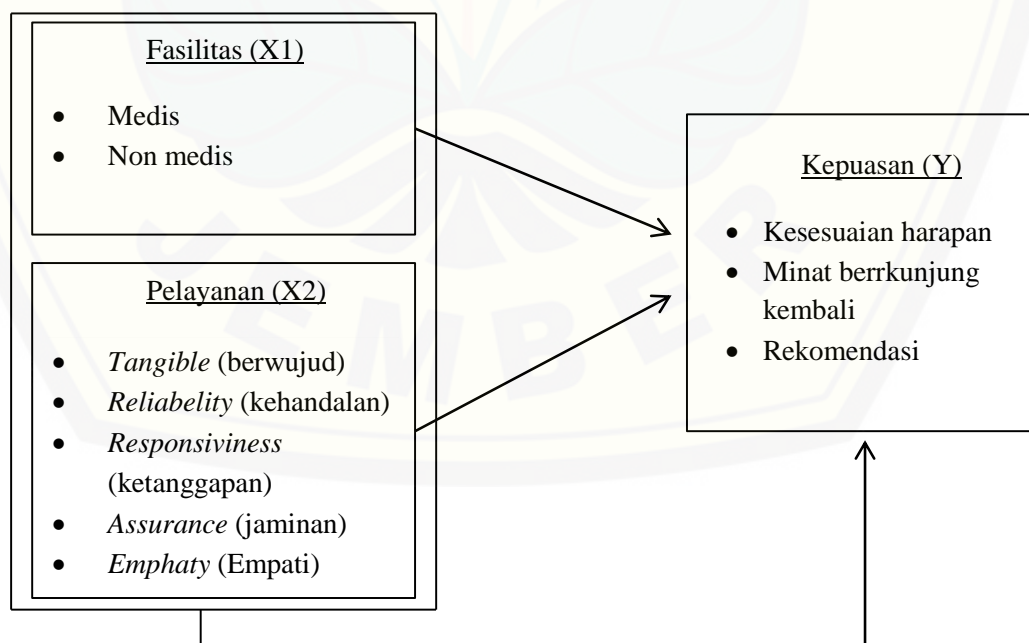 Fasilitas (X1)
• Medis
• Non medis
Pelayanan (X2)
• Tangible (berwujud)
• Reliabelity (kehandalan)
• Responsiviness
(ketanggapan)
• Assurance (jaminan)
• Emphaty (Empati)
Kepuasan (Y)
• Kesesuaian harapan
• Minat berrkunjung
kembali
• Rekomendasi
JEMBER